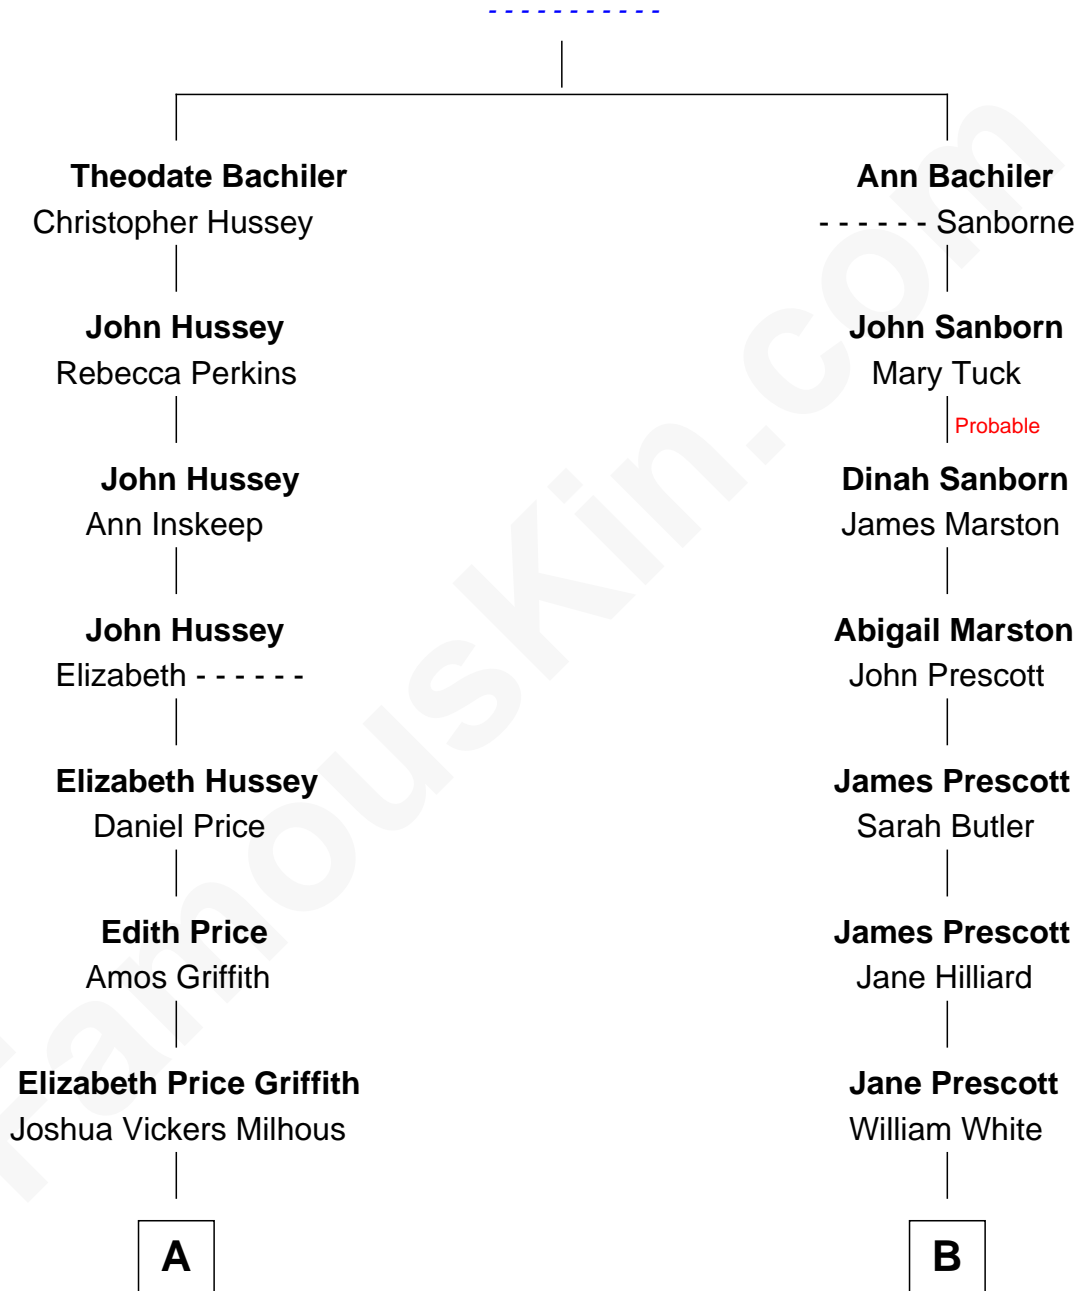 - - - - - - - - - - -
Theodate Bachiler
Christopher Hussey
John Hussey
Rebecca Perkins
John Hussey
Ann Inskeep
John Hussey
Elizabeth - - - - - -
Elizabeth Hussey
Daniel Price
Edith Price
Amos Griffith
Elizabeth Price Griffith
Joshua Vickers Milhous
A
Ann Bachiler
- - - - - - Sanborne
John Sanborn
Mary Tuck
Probable
Dinah Sanborn
James Marston
Abigail Marston
John Prescott
James Prescott
Sarah Butler
James Prescott
Jane Hilliard
Jane Prescott
William White
B
FamousKin.com